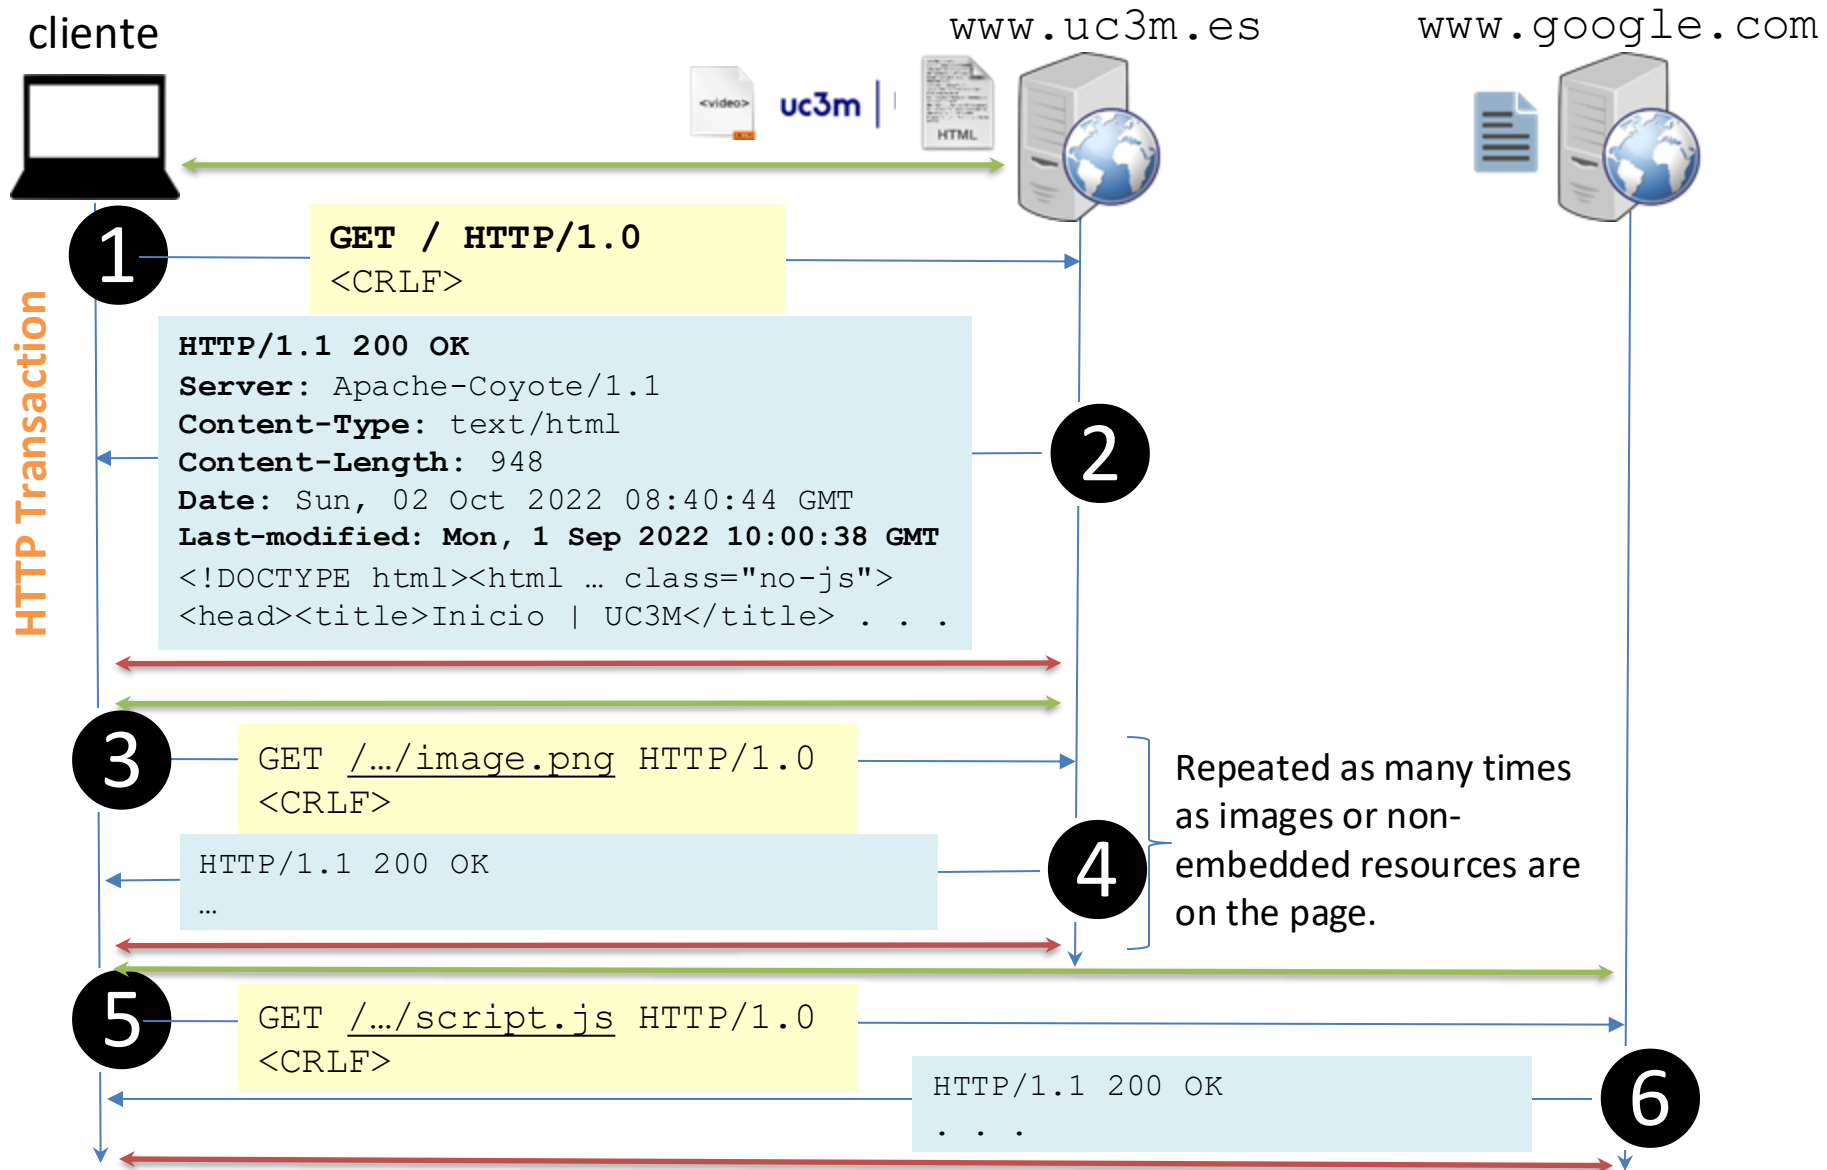 cliente
www.uc3m.es
www.google.com
<video>
uc3m
HTML
1
GET / HTTP/1.0
<CRLF>
HTTP Transaction
HTTP/1.1 200 OK
Server: Apache-Coyote/1.1
Content-Type: text/html
Content-Length: 948
Date: Sun, 02 Oct 2022 08:40:44 GMT
Last-modified: Mon, 1 Sep 2022 10:00:38 GMT
<!DOCTYPE html><html … class="no-js">
<head><title>Inicio | UC3M</title> . . .
2
3
GET /…/image.png HTTP/1.0
<CRLF>
HTTP/1.1 200 OK
…
4
Repeated as many times
as images or non-
embedded resources are
on the page.
5
GET /…/script.js HTTP/1.0
<CRLF>
HTTP/1.1 200 OK
. . .
6